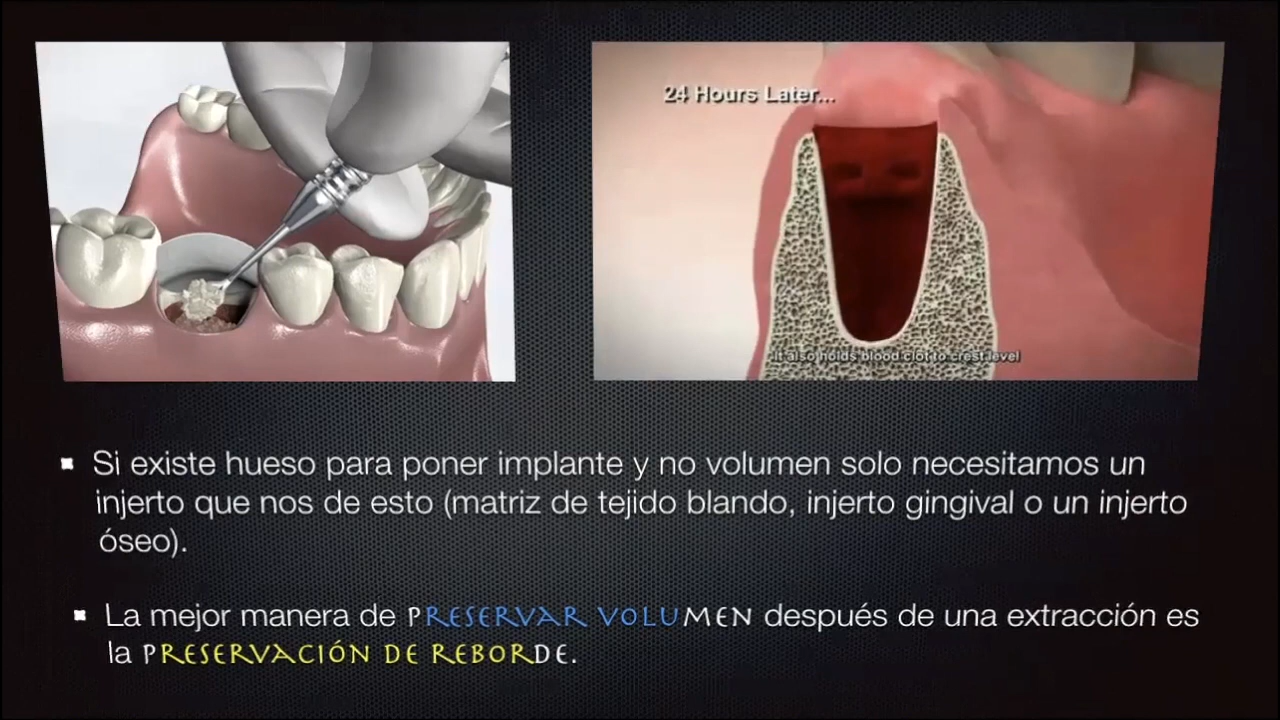 24 Hours Later...
It also holds blood clot to crest level
Si existe hueso para poner implante y no volumen solo necesitamos un
injerto que nos de esto (matriz de tejido blando, injerto gingival o un injerto
óseo).
La mejor manera de PRESERVAR VOLUMEN después de una extracción es
la PRESERVACIÓN DE REBORDE.